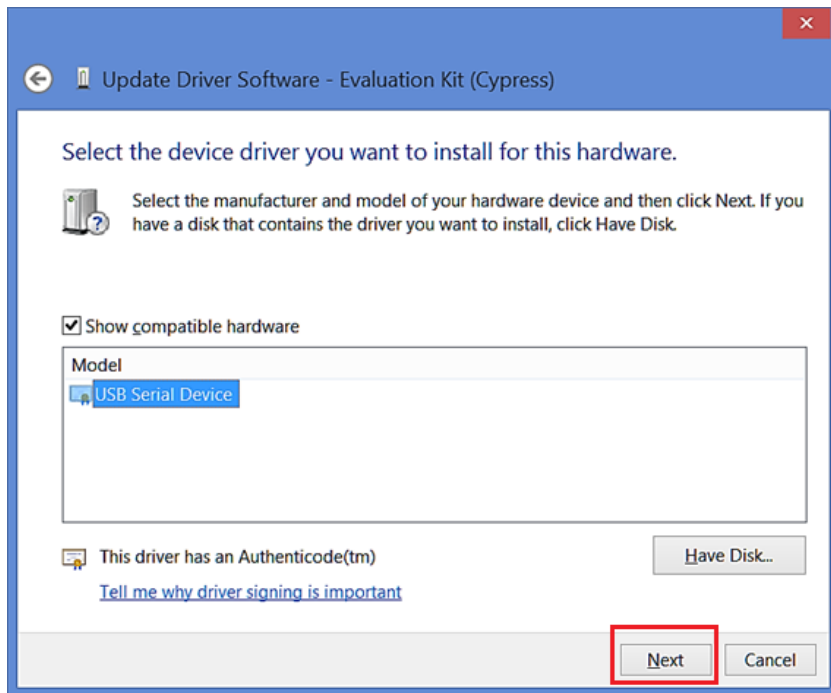 Update Driver Software - Evaluation Kit (Cypress)
Select the device driver you want to install for this hardware.
Select the manufacturer and model of your hardware device and then click Next. If you
have a disk that contains the driver you want to install, click Have Disk.
Show compatible hardware
Model
USB Serial Device
This driver has an Authenticode(tm)
Have Disk...
Tell me why driver signing is important
Next
Cancel